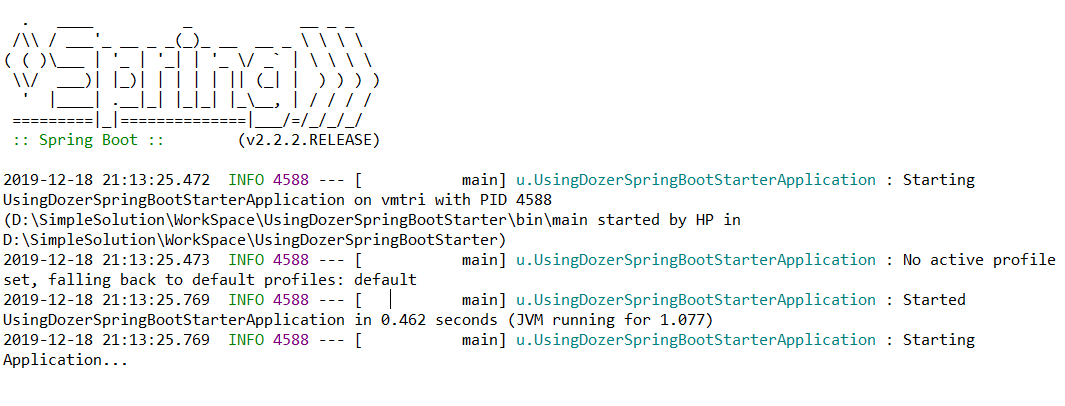 .   ____          _            __ _ _
 /\\ / ___'_ __ _ _(_)_ __  __ _ \ \ \ \
( ( )\___ | '_ | '_| | '_ \/ _` | \ \ \ \
 \\/  ___)| |_)| | | | | || (_| |  ) ) ) )
  '  |____| .__|_| |_|_| |_\__, | / / / /
 =========|_|==============|___/=/_/_/_/
 :: Spring Boot ::        (v2.2.2.RELEASE)
2019-12-18 21:13:25.472  INFO 4588 --- [           main] u.UsingDozerSpringBootStarterApplication : Starting
UsingDozerSpringBootStarterApplication on vmtri with PID 4588
(D:\SimpleSolution\WorkSpace\UsingDozerSpringBootStarter\bin\main started by HP in
D:\SimpleSolution\WorkSpace\UsingDozerSpringBootStarter)
2019-12-18 21:13:25.473  INFO 4588 --- [           main] u.UsingDozerSpringBootStarterApplication : No active profile
set, falling back to default profiles: default
2019-12-18 21:13:25.769  INFO 4588 --- [           main] u.UsingDozerSpringBootStarterApplication : Started
UsingDozerSpringBootStarterApplication in 0.462 seconds (JVM running for 1.077)
2019-12-18 21:13:25.769  INFO 4588 --- [           main] u.UsingDozerSpringBootStarterApplication : Starting
Application...